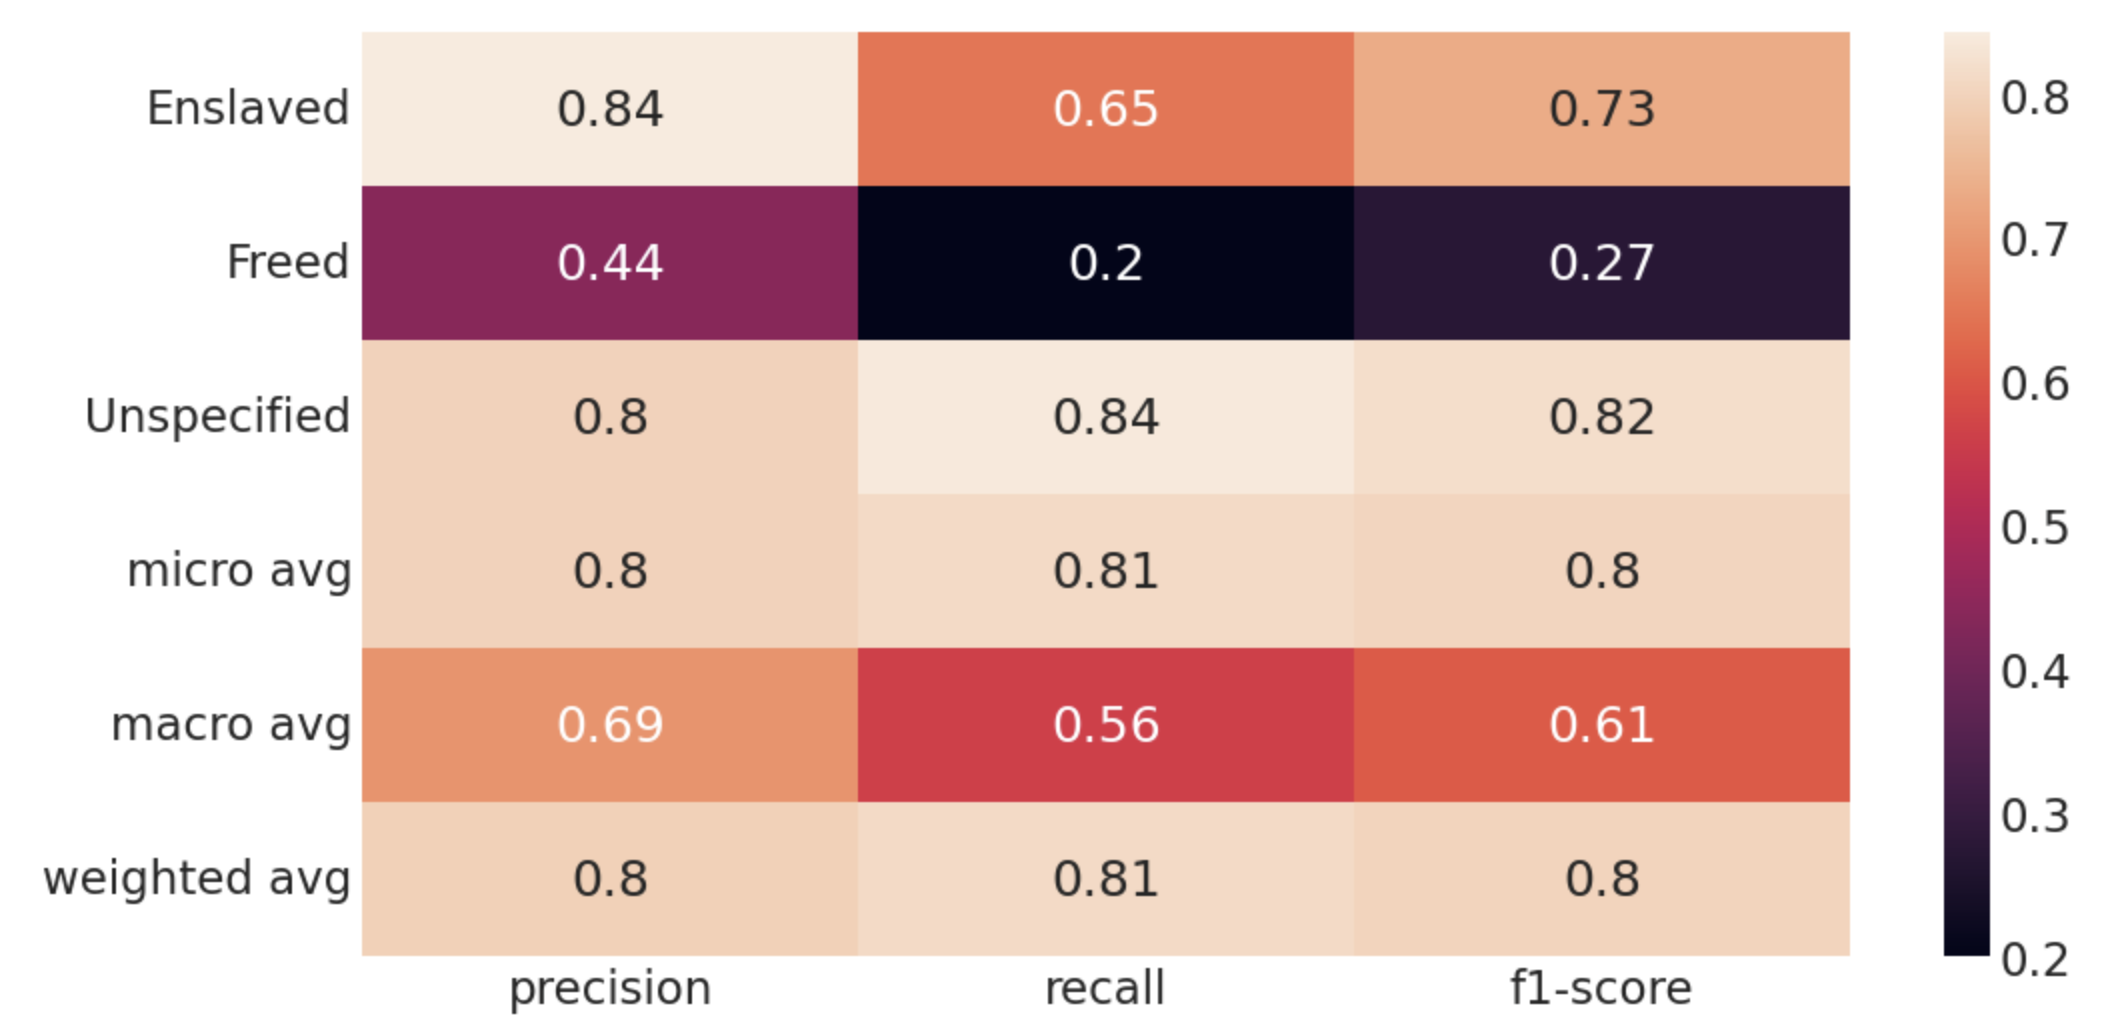 Enslaved 0.84 0.65 0.73
Freed 0.44 0.2 0.27
Unspecified 0.8 0.84 0.82
micro avg 0.8 0.81 0.8
macro avg 0.69 0.56 0.61
weighted avg 0.8 0.81 0.8
precision recall f1-score
0.8
0.7
0.6
0.5
0.4
0.3
0.2